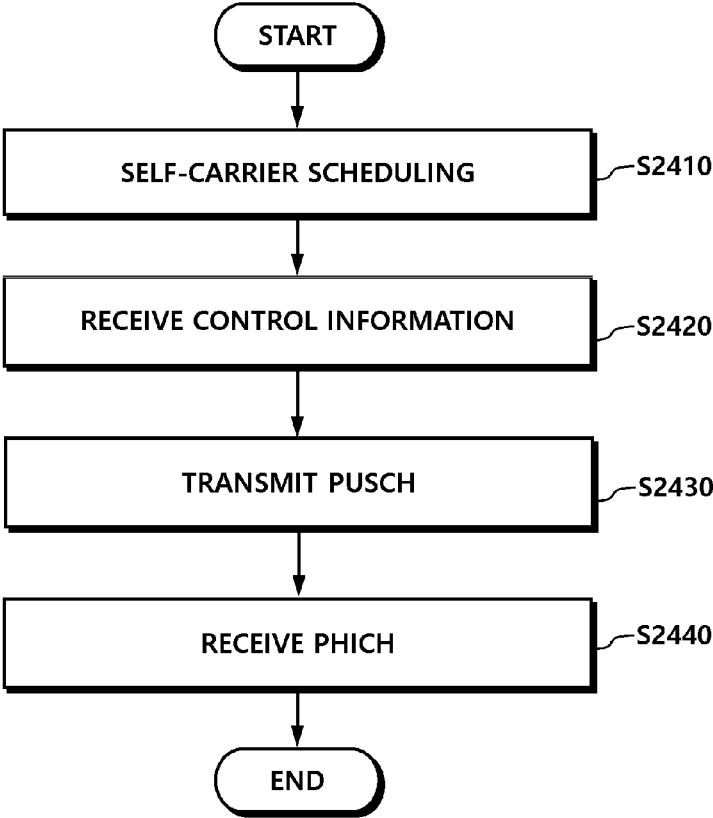 START
SELF-CARRIER SCHEDULING
S2410
RECEIVE CONTROL INFORMATION
S2420
TRANSMIT PUSCH
S2430
RECEIVE PHICH
S2440
END